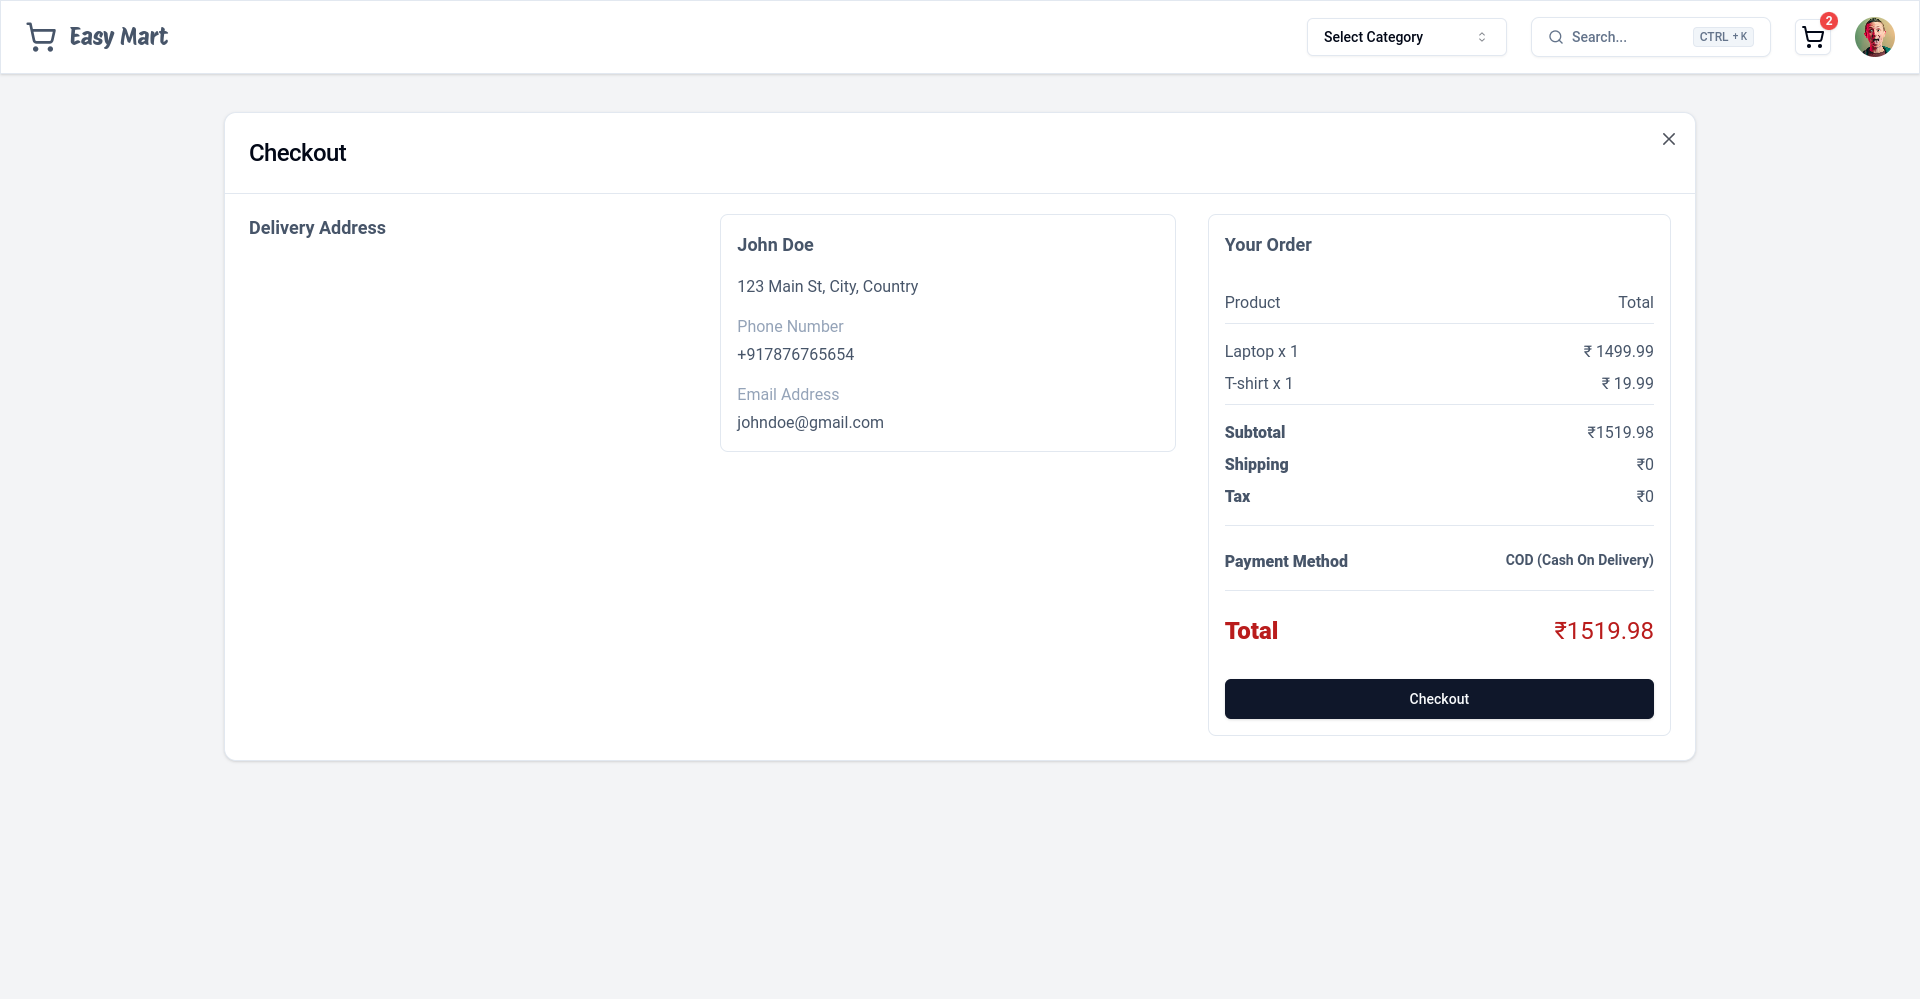 Easy Mart
Select Category
Search...
CTRL + K
2
Checkout
Delivery Address
John Doe
123 Main St, City, Country
Phone Number
+917876765654
Email Address
johndoe@gmail.com
Your Order
Product Total
Laptop x 1 ₹ 1499.99
T-shirt x 1 ₹ 19.99
Subtotal ₹1519.98
Shipping ₹0
Tax ₹0
Payment Method COD (Cash On Delivery)
Total ₹1519.98
Checkout